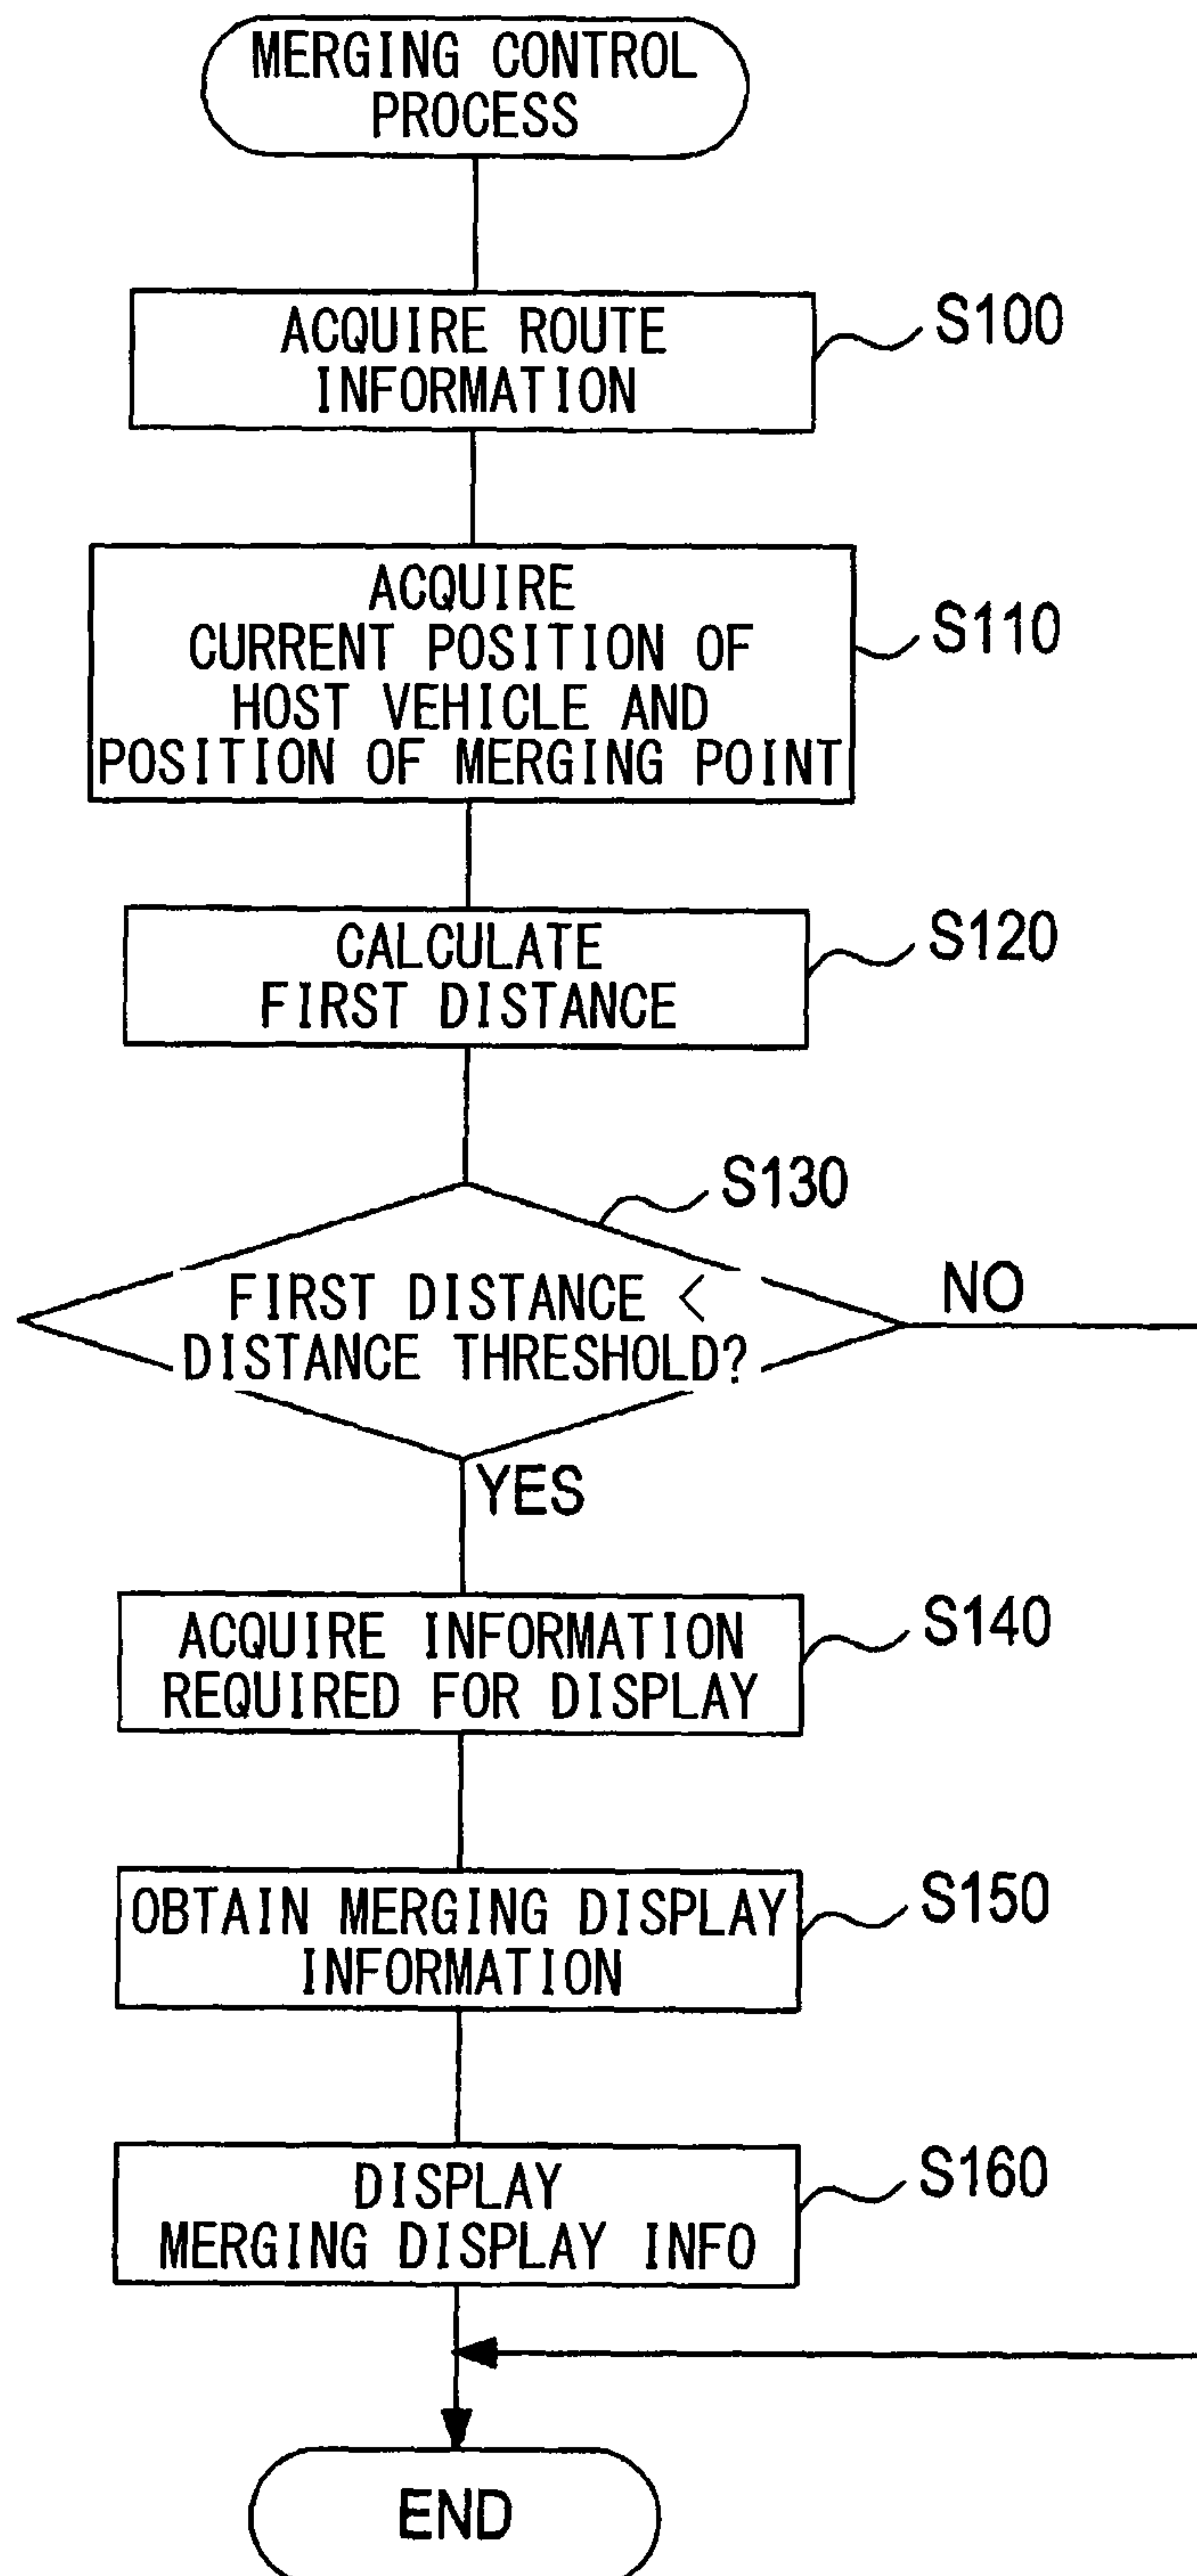 MERGING CONTROL
PROCESS
ACQUIRE ROUTE
INFORMATION
S100
ACQUIRE
CURRENT POSITION OF
HOST VEHICLE AND
POSITION OF MERGING POINT
S110
CALCULATE
FIRST DISTANCE
S120
S130
FIRST DISTANCE <
DISTANCE THRESHOLD?
NO
YES
ACQUIRE INFORMATION
REQUIRED FOR DISPLAY
S140
OBTAIN MERGING DISPLAY
INFORMATION
S150
DISPLAY
MERGING DISPLAY INFO
S160
END